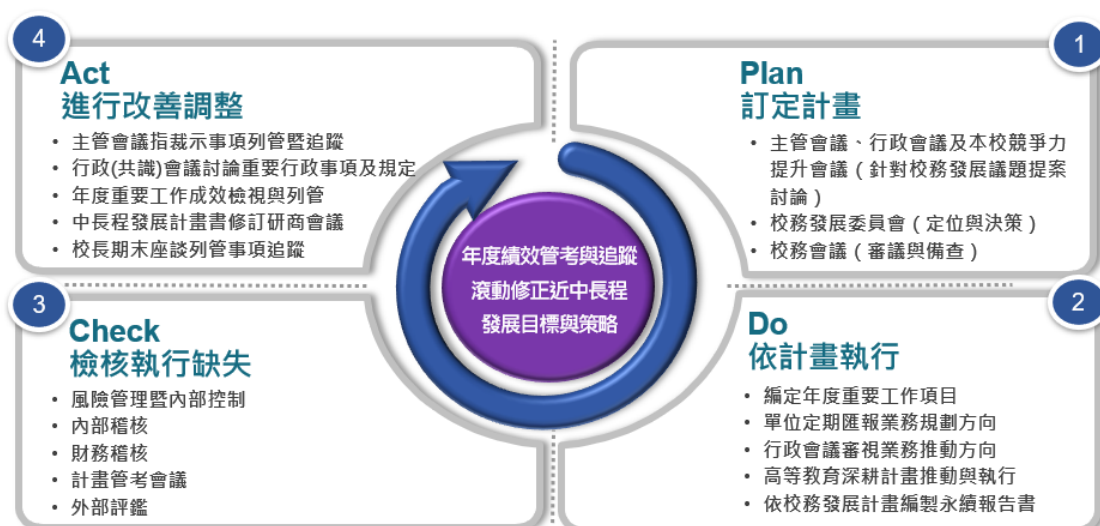 1
Plan
訂定計畫
• 主管會議、行政會議及本校競爭力
提升會議（針對校務發展議題提案
討論）
• 校務發展委員會（定位與決策）
• 校務會議（審議與備查）
2
Do
依計畫執行
• 編定年度重要工作項目
• 單位定期匯報業務規劃方向
• 行政會議審視業務推動方向
• 高等教育深耕計畫推動與執行
• 依校務發展計畫編製永續報告書
3
Check
檢核執行缺失
• 風險管理暨內部控制
• 內部稽核
• 財務稽核
• 計畫管考會議
• 外部評鑑
4
Act
進行改善調整
• 主管會議指裁示事項列管暨追蹤
• 行政(共識)會議討論重要行政事項及規定
• 年度重要工作成效檢視與列管
• 中長程發展計畫書修訂研商會議
• 校長期末座談列管事項追蹤
年度績效管考與追蹤
滾動修正近中長程
發展目標與策略